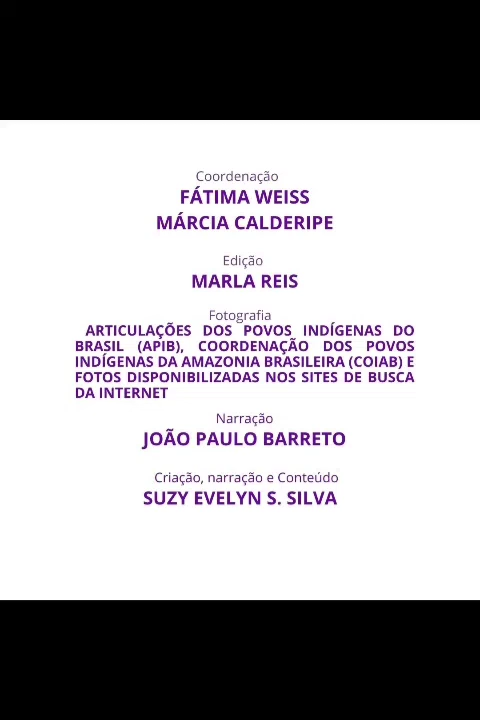 Coordenação
FÁTIMA WEISS
MÁRCIA CALDERIPE
Edição
MARLA REIS
Fotografia
ARTICULAÇÕES DOS POVOS INDÍGENAS DO
BRASIL (APIB), COORDENAÇÃO DOS POVOS
INDÍGENAS DA AMAZONIA BRASILEIRA (COIAB) E
FOTOS DISPONIBILIZADAS NOS SITES DE BUSCA
DA INTERNET
Narração
JOÃO PAULO BARRETO
Criação, narração e Conteúdo
SUZY EVELYN S. SILVA